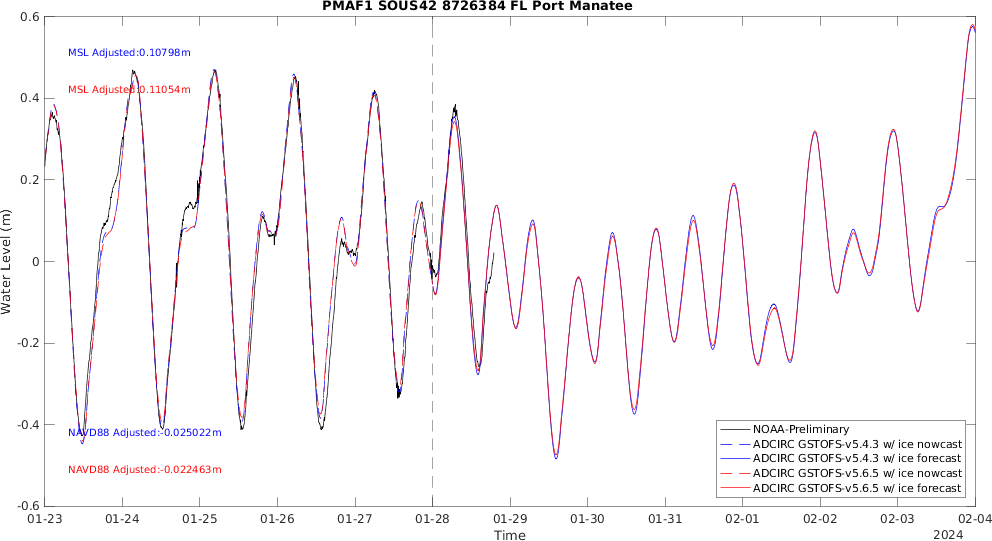 PMAF1 SOUS42 8726384 FL Port Manatee
0.6
MSL Adjusted:0.10798m
MSL Adjusted:0.11054m
0.4
0.2
0
-0.2
-0.4
-0.6
Water Level (m)
NAVD88 Adjusted:-0.025022m
NAVD88 Adjusted:-0.022463m
NOAA-Preliminary
ADCIRC GSTOFS-v5.4.3 w/ ice nowcast
ADCIRC GSTOFS-v5.4.3 w/ ice forecast
ADCIRC GSTOFS-v5.6.5 w/ ice nowcast
ADCIRC GSTOFS-v5.6.5 w/ ice forecast
01-23 01-24 01-25 01-26 01-27 01-28 01-29 01-30 01-31 02-01 02-02 02-03 02-04
Time
2024